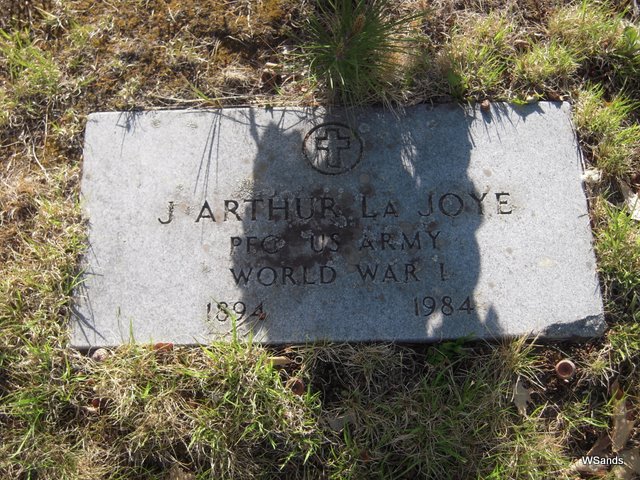 J ARTHUR LA JOYE
PFC US ARMY
WORLD WAR I
1894 1984
WSands